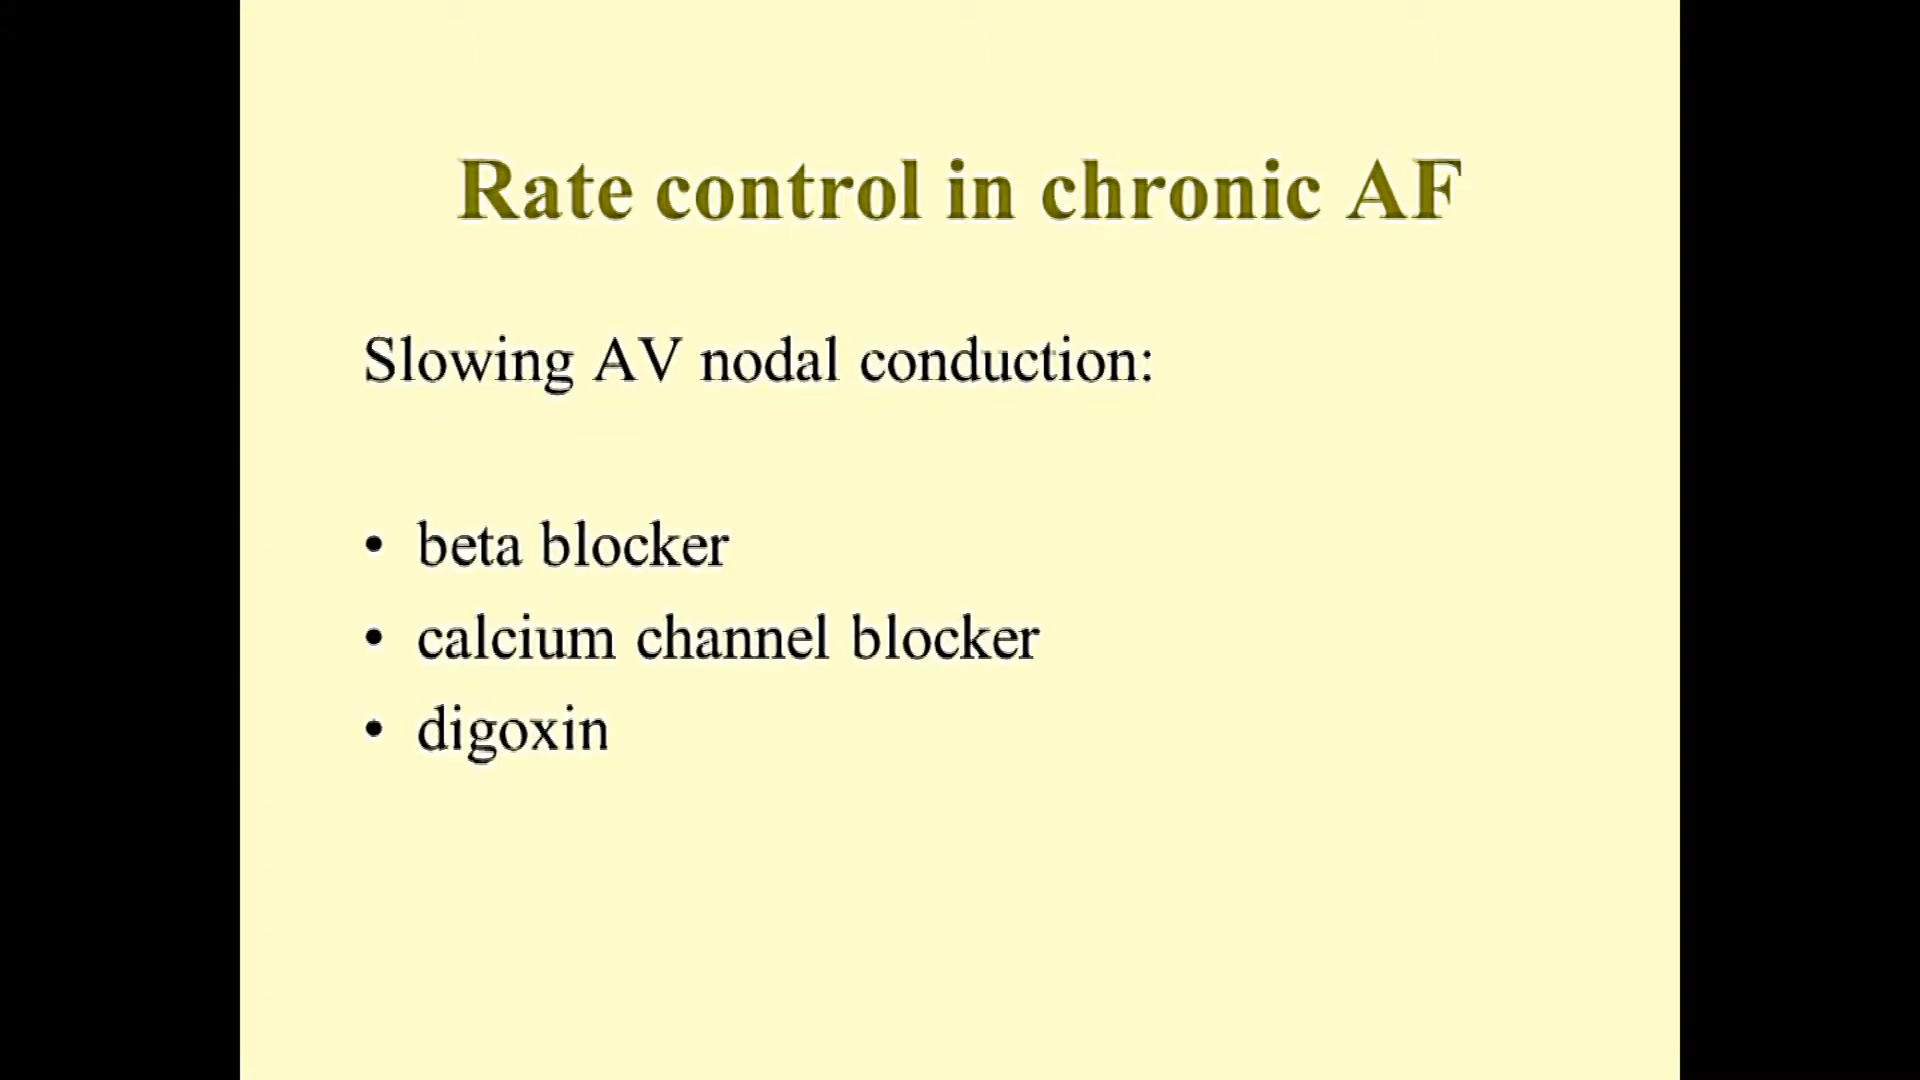 Rate control in chronic AF
Slowing AV nodal conduction:
• beta blocker
• calcium channel blocker
• digoxin